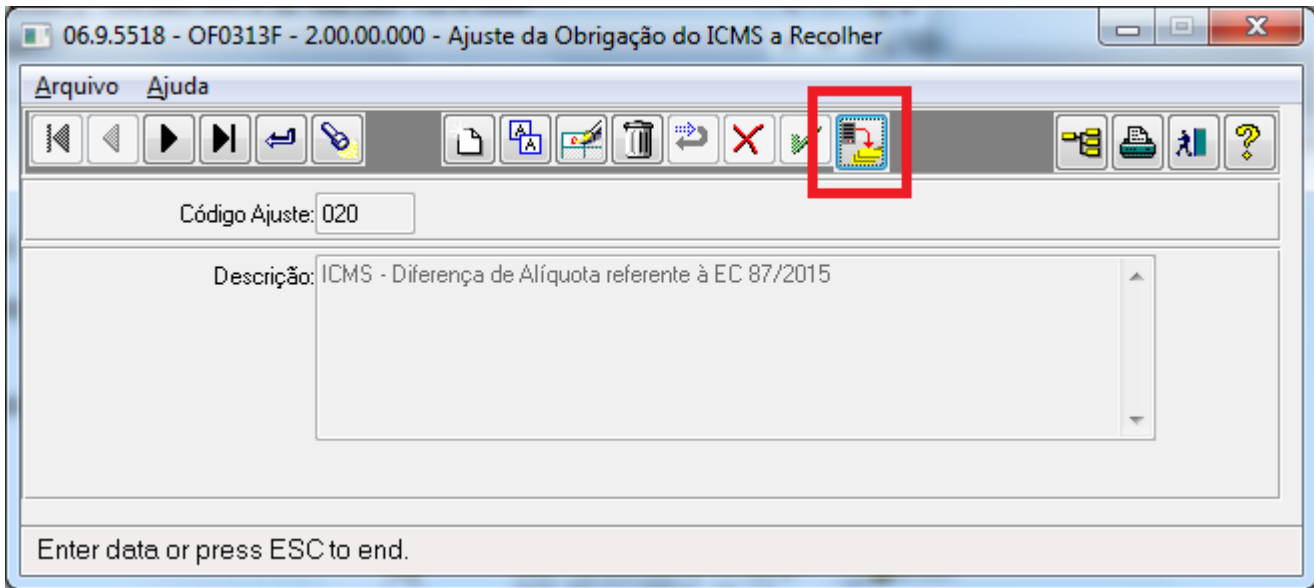 06.9.5518 - OF0313F - 2.00.00.000 - Ajuste da Obrigação do ICMS a Recolher
Arquivo Ajuda
Código Ajuste: 020
Descrição: ICMS - Diferença de Alíquota referente à EC 87/2015
Enter data or press ESC to end.